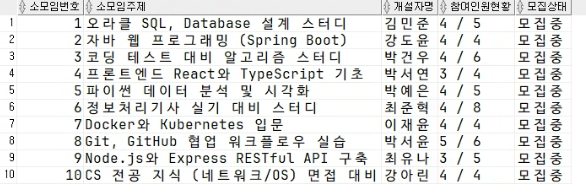 소모임번호 소모임주제 개설자명 참여인원현황 모집상태
1 1 오라클 SQL, Database 설계 스터디 김민준 4 / 5 모집중
2 2 자바 웹 프로그래밍 (Spring Boot) 강도윤 4 / 4 모집중
3 3 코딩 테스트 대비 알고리즘 스터디 박건우 4 / 6 모집중
4 4 프론트엔드 React와 TypeScript 기초 박서연 3 / 4 모집중
5 5 파이썬 데이터 분석 및 시각화 박예은 4 / 5 모집중
6 6 정보처리기사 실기 대비 스터디 최준혁 4 / 8 모집중
7 7 Docker와 Kubernetes 입문 이재윤 4 / 4 모집중
8 8 Git, GitHub 협업 워크플로우 실습 박서윤 5 / 6 모집중
9 9 Node.js와 Express RESTful API 구축 최유나 3 / 5 모집중
10 10 CS 전공 지식 (네트워크/OS) 면접 대비 강아린 4 / 4 모집중